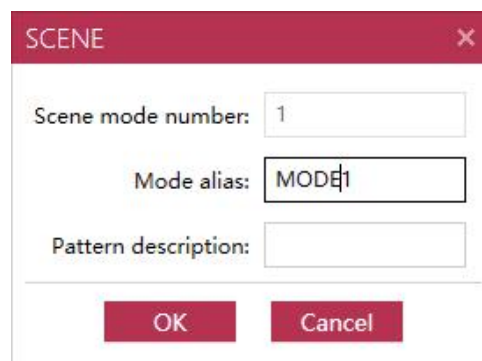 SCENE
Scene mode number: 1
Mode alias: MODE1
Pattern description:
OK Cancel